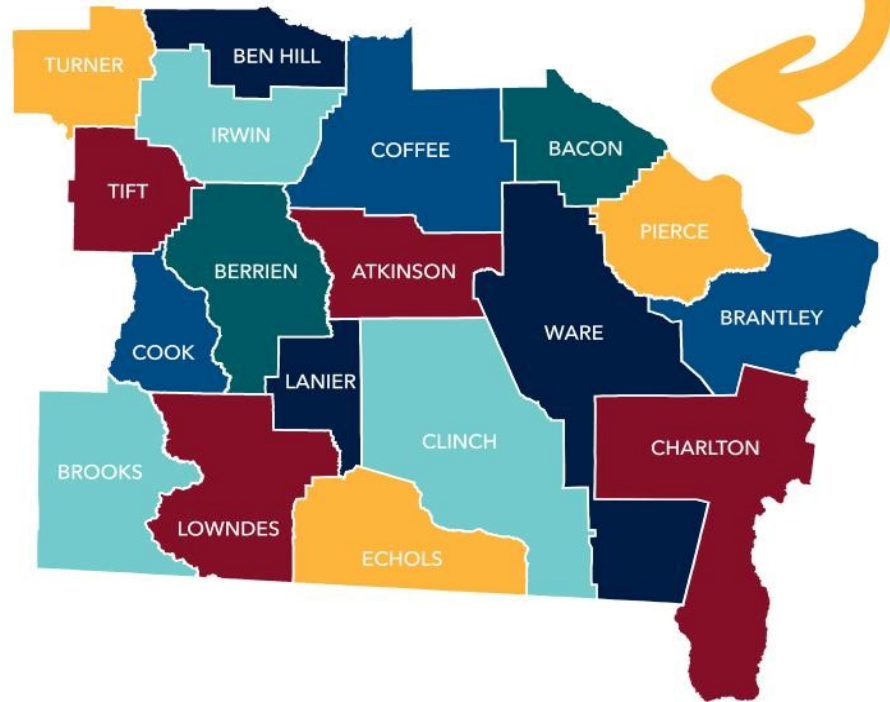 BEN HILL
TURNER
IRWIN
COFFEE
BACON
TIFT
PIERCE
BERRIEN
ATKINSON
BRANTLEY
WARE
COOK
LANIER
CLINCH
CHARLTON
BROOKS
LOWNDES
ECHOLS